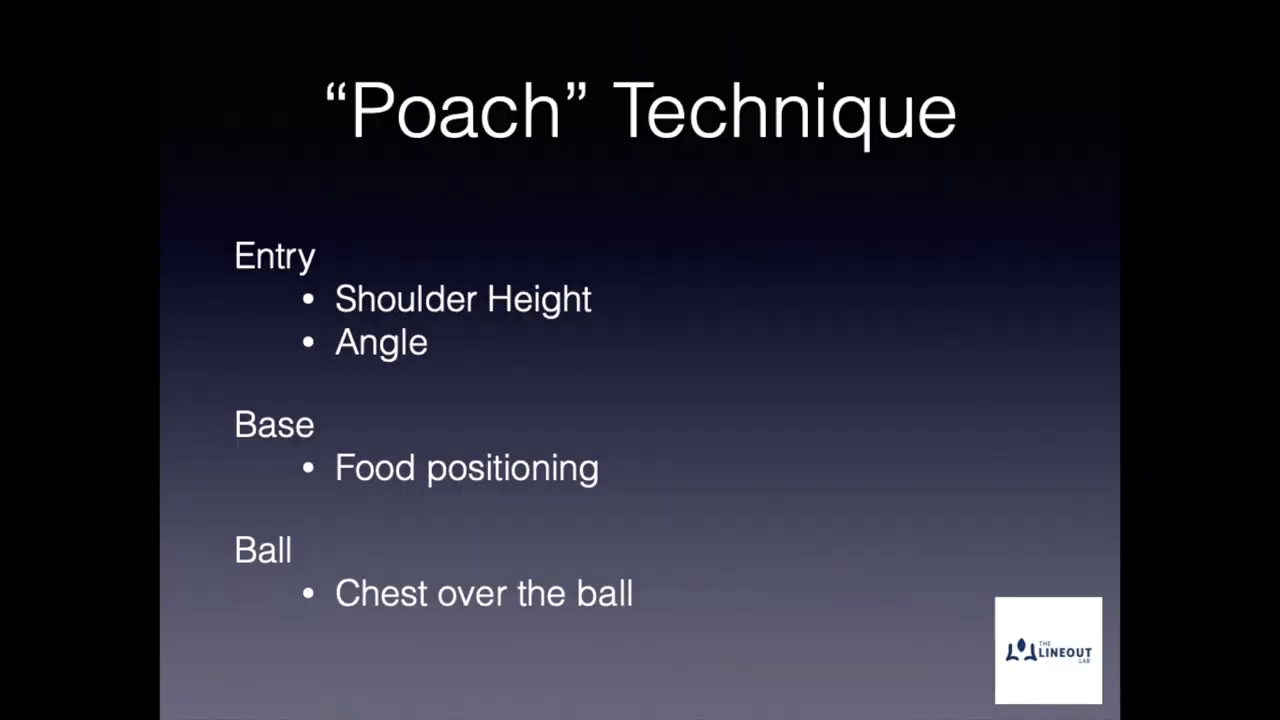 “Poach” Technique
Entry
• Shoulder Height
• Angle
Base
• Food positioning
Ball
• Chest over the ball
THE
LINEOUT
LAB